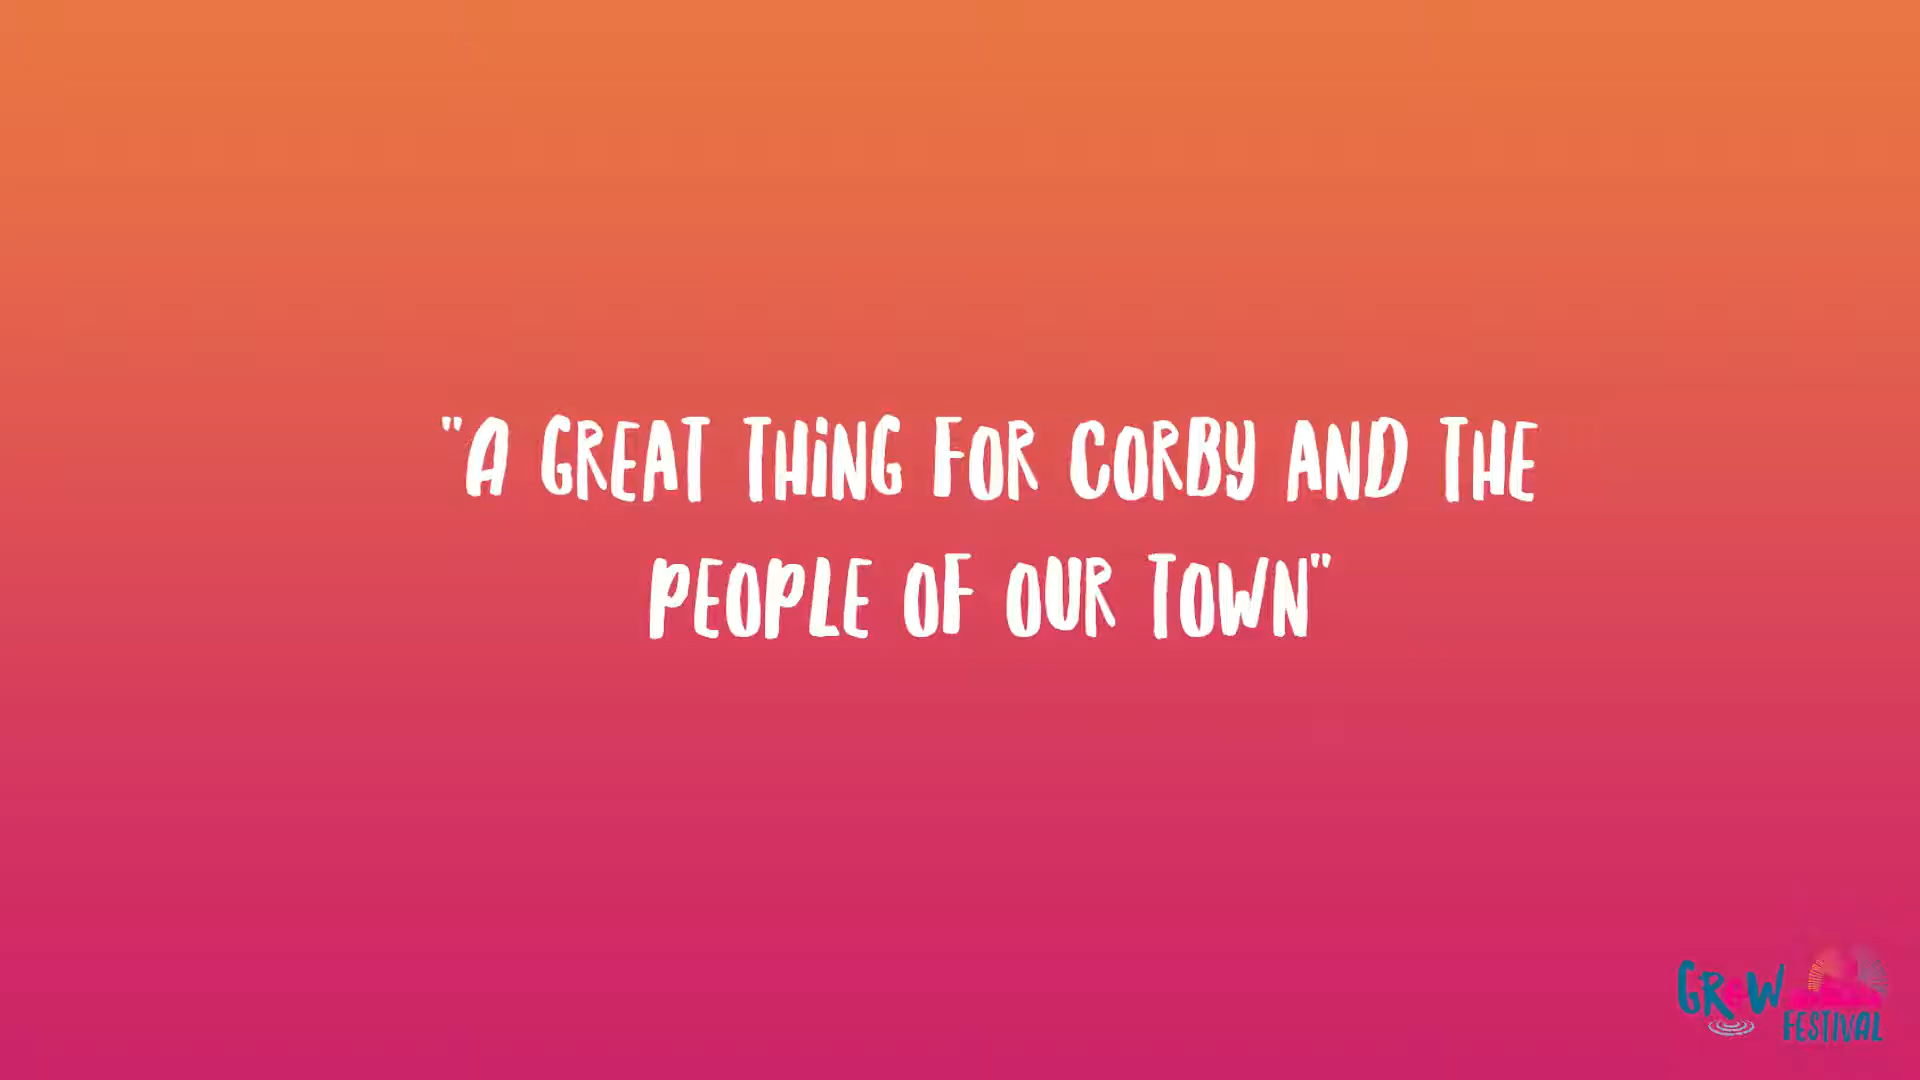 "A GREAT THING FOR CORBY AND THE
PEOPLE OF OUR TOWN"
GROW
FESTIVAL